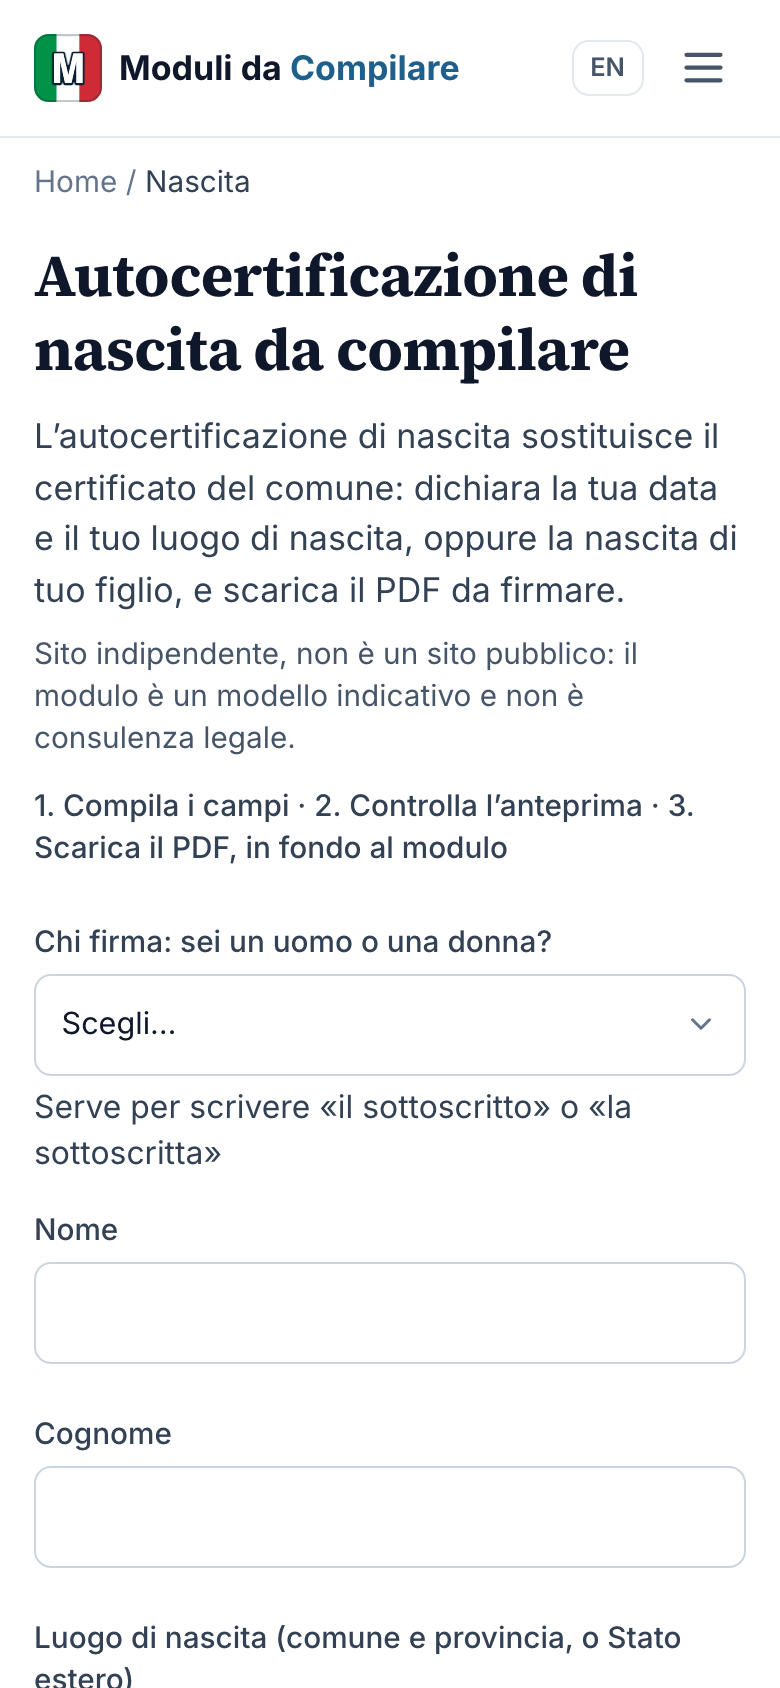 M Moduli da Compilare EN
Home / Nascita
Autocertificazione di
nascita da compilare
L’autocertificazione di nascita sostituisce il
certificato del comune: dichiara la tua data
e il tuo luogo di nascita, oppure la nascita di
tuo figlio, e scarica il PDF da firmare.
Sito indipendente, non è un sito pubblico: il
modulo è un modello indicativo e non è
consulenza legale.
1. Compila i campi · 2. Controlla l’anteprima · 3.
Scarica il PDF, in fondo al modulo
Chi firma: sei un uomo o una donna?
Scegli...
Serve per scrivere «il sottoscritto» o «la
sottoscritta»
Nome
Cognome
Luogo di nascita (comune e provincia, o Stato
estero)